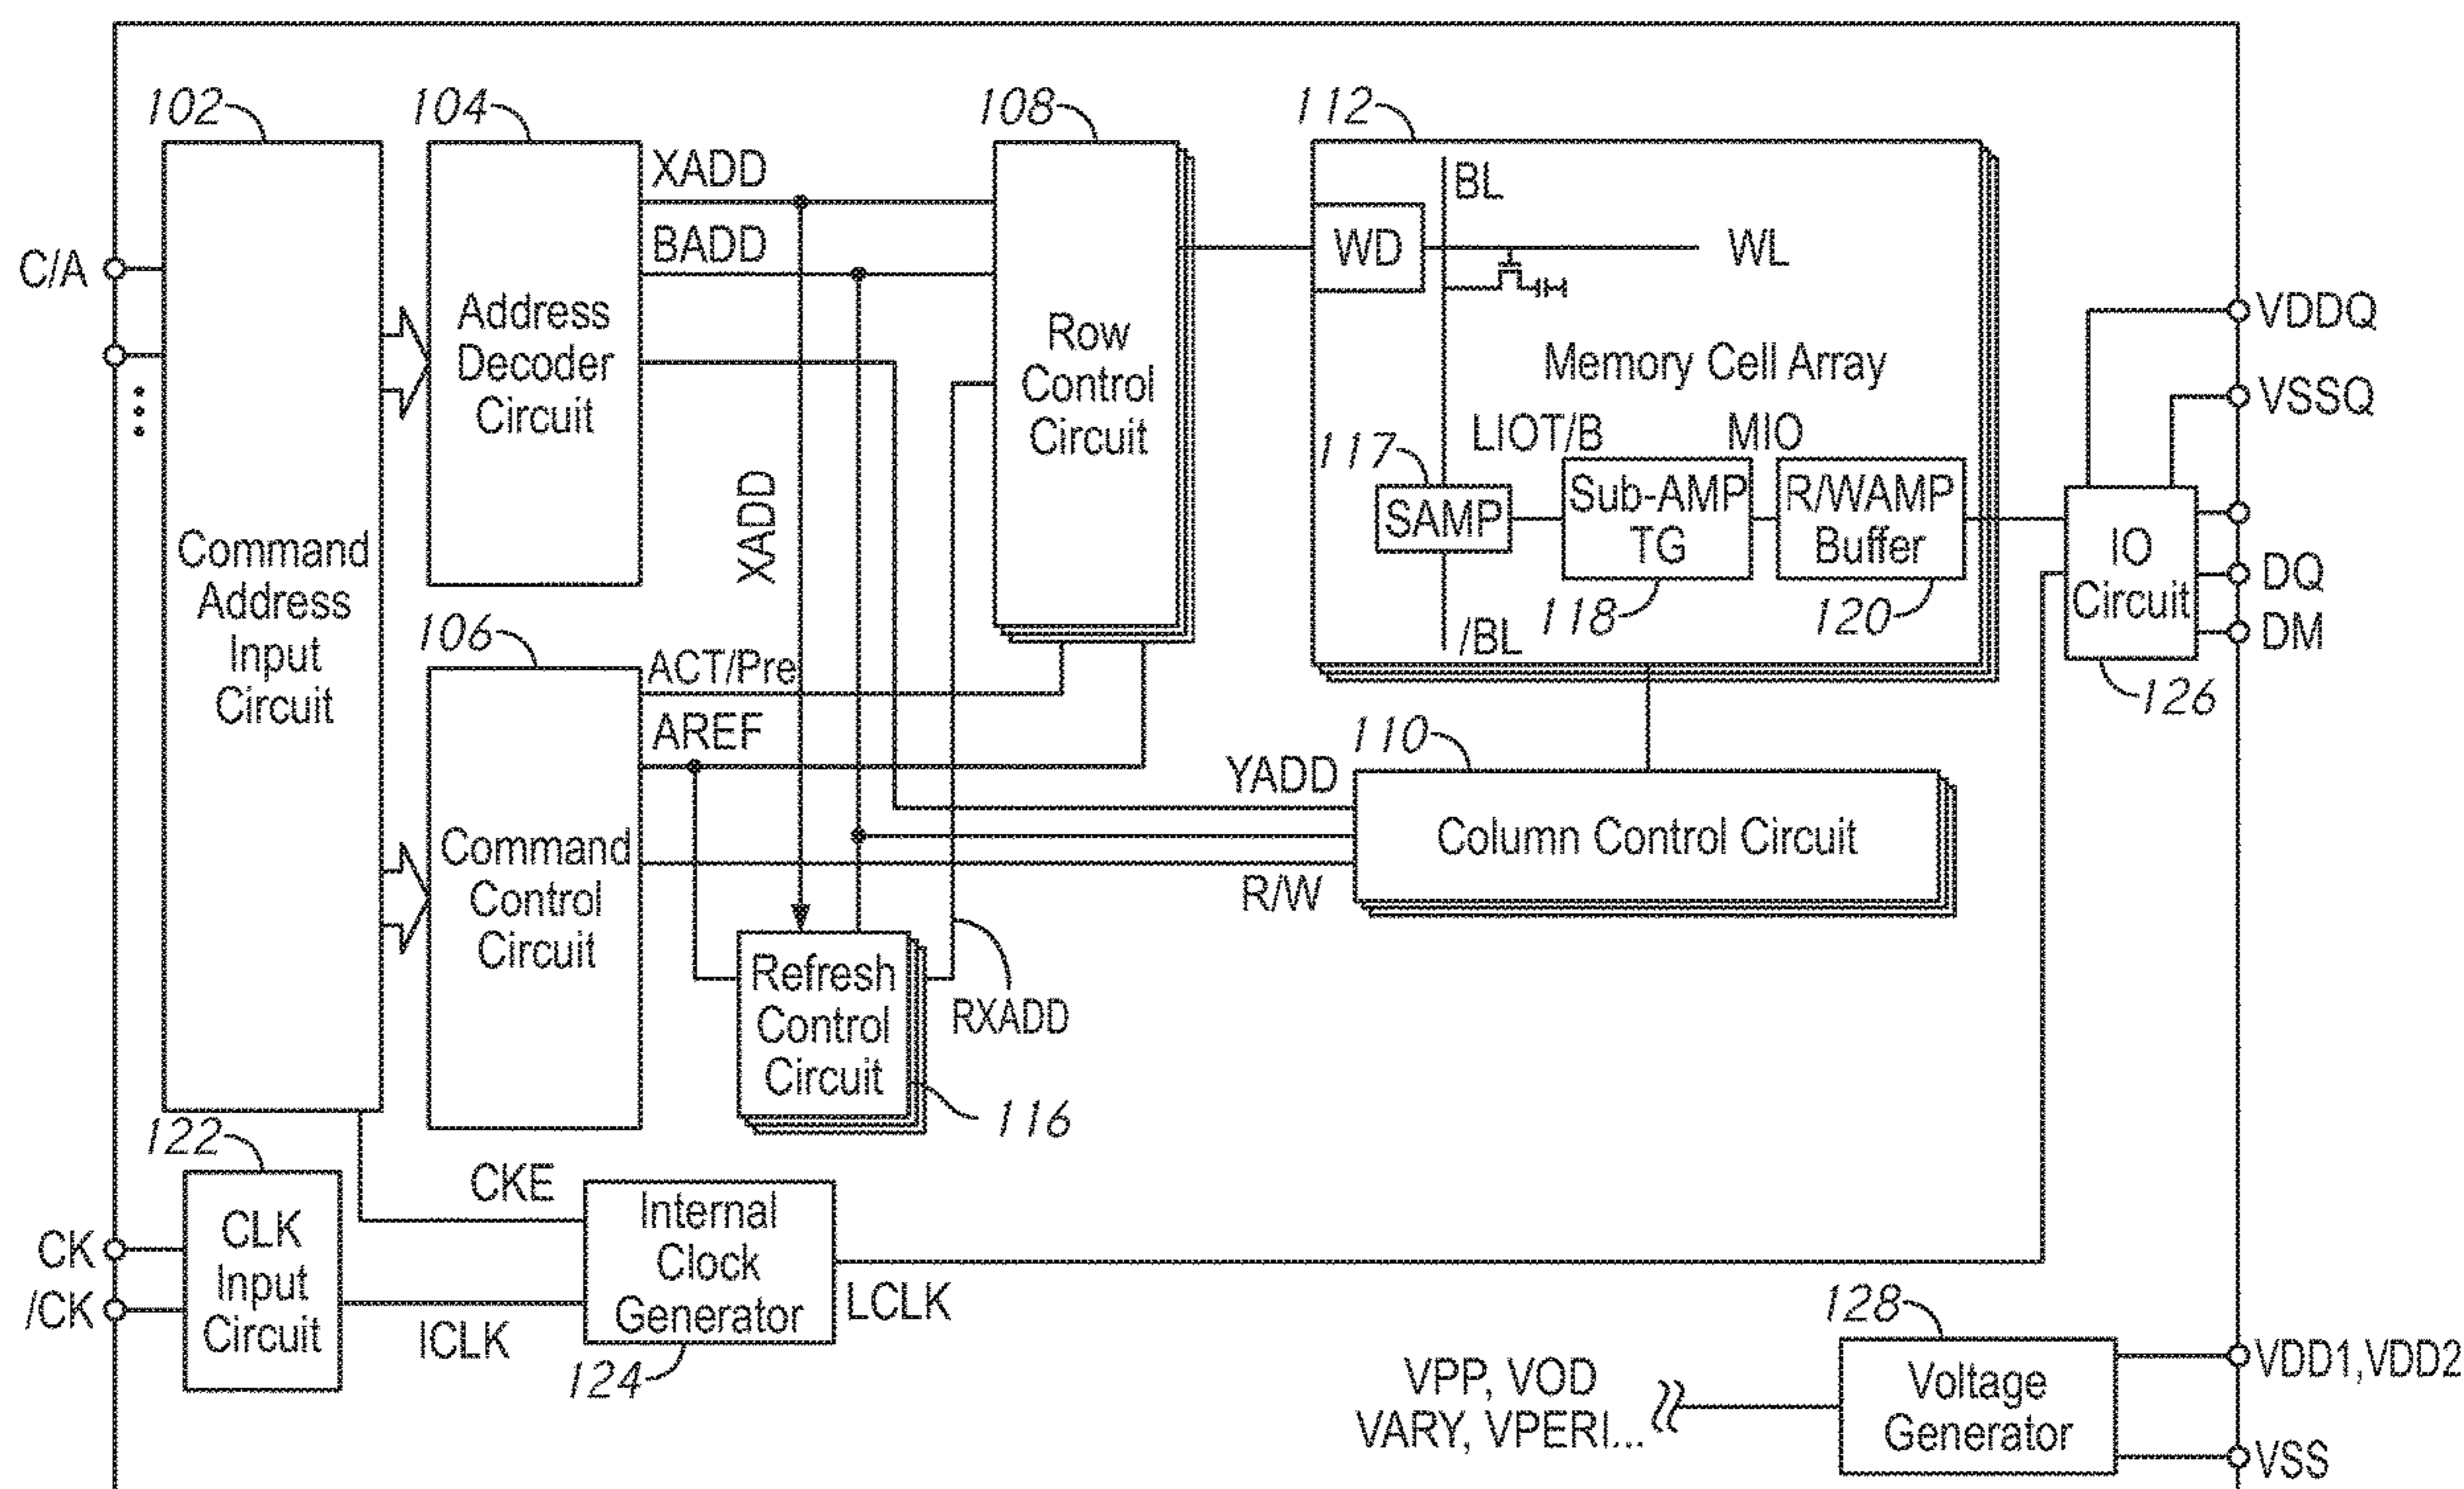 102
104
108
112
XADD
BL
BADD
WD
WL
C/A
Address
Decoder
Circuit
Row
Control
Circuit
VDDQ
Memory Cell Array
VSSQ
LIOT/B
MIO
117
XADD
SAMP
Sub-AMP
TG
R/WAMP
Buffer
Command
Address
Input
Circuit
IO
Circuit
DQ
118
120
DM
106
/BL
ACT/Pre
126
AREF
110
YADD
Command
Control
Circuit
Column Control Circuit
R/W
Refresh
Control
Circuit
RXADD
116
122
CKE
Internal
Clock
Generator
CK
CLK
Input
Circuit
/CK
LCLK
ICLK
124
128
VPP, VOD
VARY, VPERI...
Voltage
Generator
VDD1,VDD2
VSS